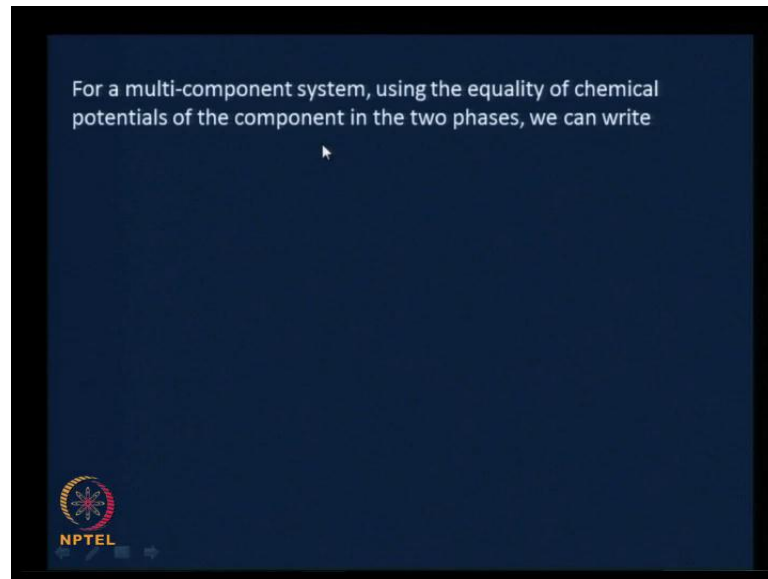 For a multi-component system, using the equality of chemical
potentials of the component in the two phases, we can write
NPTEL